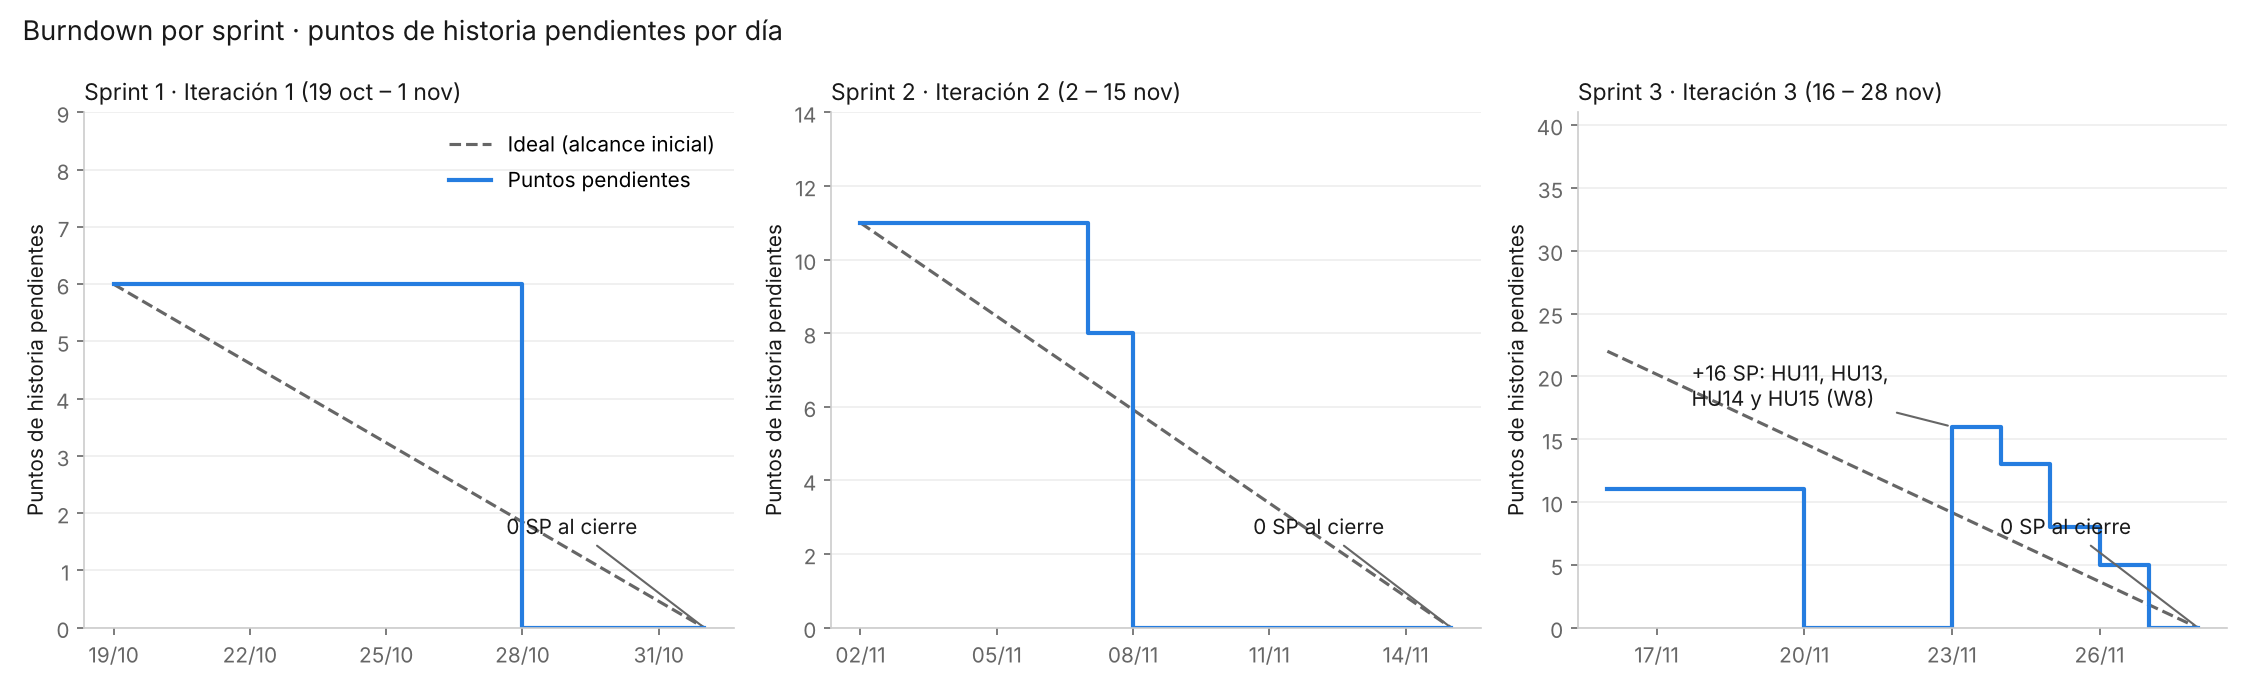 Burndown por sprint · puntos de historia pendientes por día
Sprint 1 · Iteración 1 (19 oct – 1 nov)
Puntos de historia pendientes
9
8
7
6
5
4
3
2
1
0
Ideal (alcance inicial)
Puntos pendientes
0 SP al cierre
19/10
22/10
25/10
28/10
31/10
Sprint 2 · Iteración 2 (2 – 15 nov)
Puntos de historia pendientes
14
12
10
8
6
4
2
0
0 SP al cierre
02/11
05/11
08/11
11/11
14/11
Sprint 3 · Iteración 3 (16 – 28 nov)
Puntos de historia pendientes
40
35
30
25
20
15
10
5
0
+16 SP: HU11, HU13,
HU14 y HU15 (W8)
0 SP al cierre
17/11
20/11
23/11
26/11